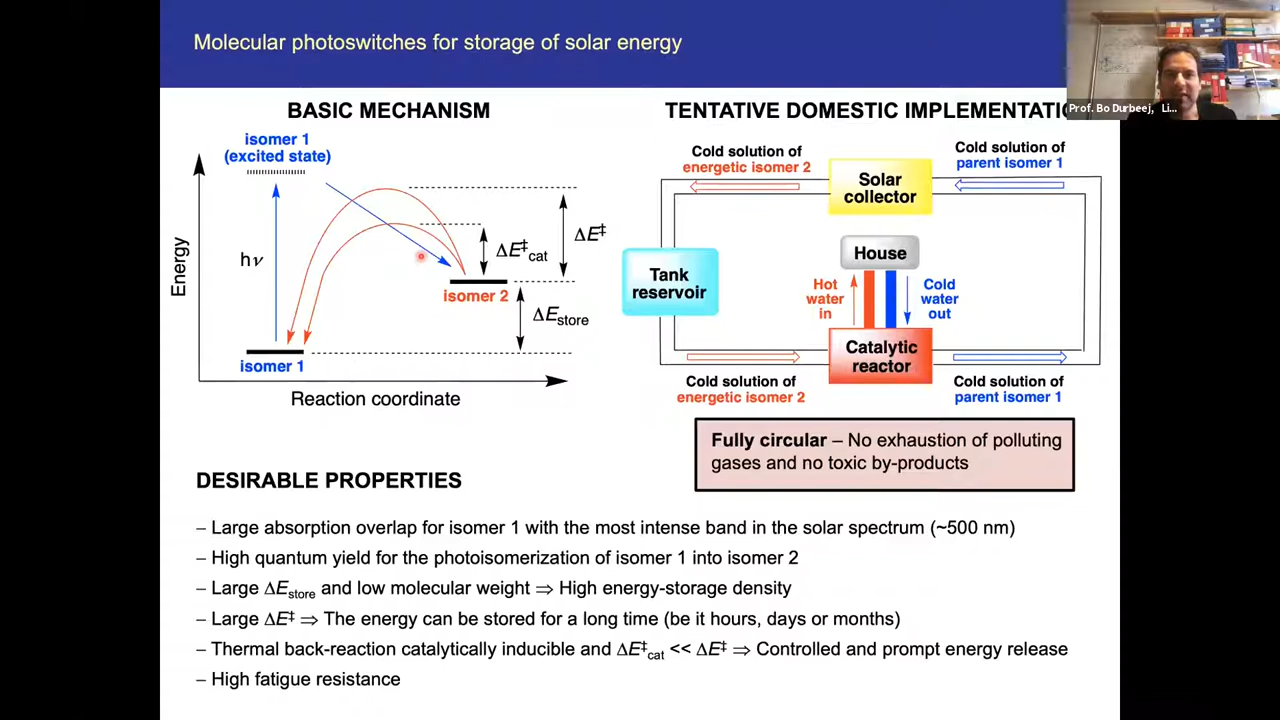 Molecular photoswitches for storage of solar energy
Prof. Bo Durbeej, Li...
BASIC MECHANISM
isomer 1
(excited state)
Energy
hν
ΔE‡cat
ΔE‡
isomer 2
ΔEstore
isomer 1
Reaction coordinate
TENTATIVE DOMESTIC
Cold solution of
energetic isomer 2
Solar
collector
Cold solution of
parent isomer 1
Tank
reservoir
House
Hot
water
in
Cold
water
out
Catalytic
reactor
Cold solution of
energetic isomer 2
Cold solution of
parent isomer 1
Fully circular – No exhaustion of polluting
gases and no toxic by-products
DESIRABLE PROPERTIES
– Large absorption overlap for isomer 1 with the most intense band in the solar spectrum (~500 nm)
– High quantum yield for the photoisomerization of isomer 1 into isomer 2
– Large ΔEstore and low molecular weight ⇒ High energy-storage density
– Large ΔE‡ ⇒ The energy can be stored for a long time (be it hours, days or months)
– Thermal back-reaction catalytically inducible and ΔE‡cat << ΔE‡ ⇒ Controlled and prompt energy release
– High fatigue resistance